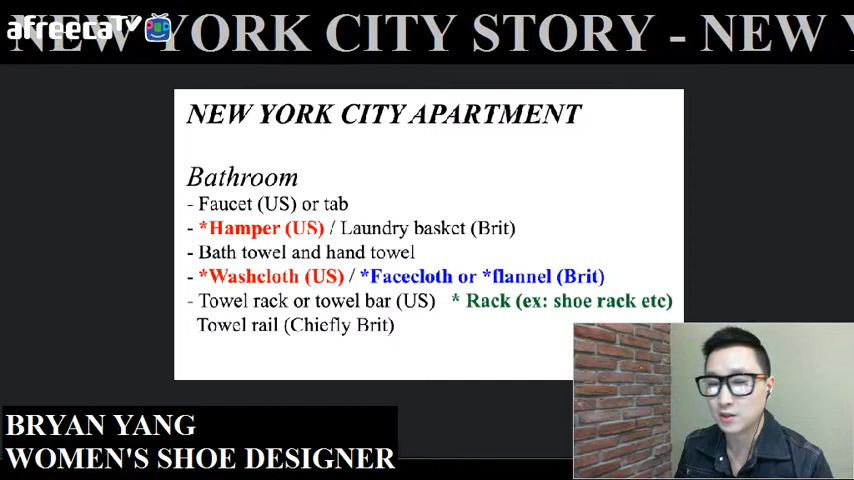 NEW YORK CITY STORY - NEW Y
afreecaTV
NEW YORK CITY APARTMENT
Bathroom
- Faucet (US) or tab
- *Hamper (US) / Laundry basket (Brit)
- Bath towel and hand towel
- *Washcloth (US) / *Facecloth or *flannel (Brit)
- Towel rack or towel bar (US) * Rack (ex: shoe rack etc)
Towel rail (Chiefly Brit)
BRYAN YANG
WOMEN'S SHOE DESIGNER